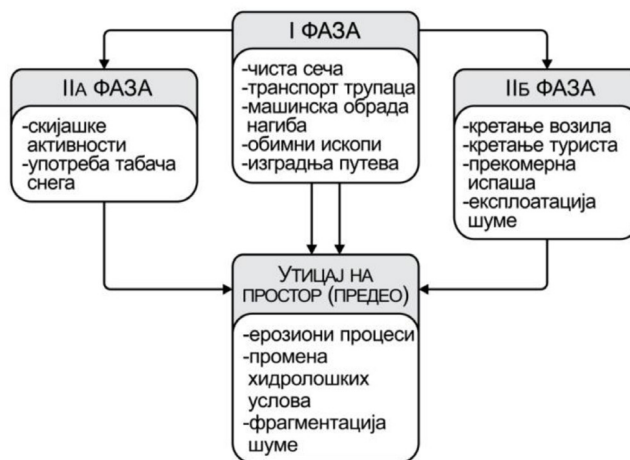 I ФАЗА
-чиста сеча
-транспорт трупаца
-машинска обрада
нагиба
-обимни ископи
-изградња путева
IIА ФАЗА
-скијашке
активности
-употреба табача
снега
IIБ ФАЗА
-кретање возила
-кретање туриста
-прекомерна
испаша
-експлоатација
шуме
УТИЦАЈ НА
ПРОСТОР (ПРЕДЕО)
-ерозиони процеси
-промена
хидролошких
услова
-фрагментација
шуме